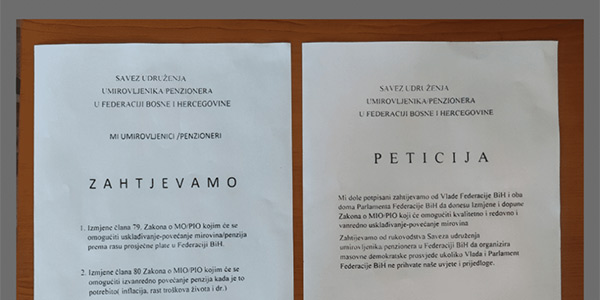 SAVEZ UDRUŽENJA
UMIROVLJENIKA PENZIONERA
U FEDERACIJI BOSNE I HERCEGOVINE
MI UMIROVLJENICI /PENZIONERI
ZAHTJEVAMO
1. Izmjene člana 79. Zakona o MIO/PIO kojim će se
omogućiti usklađivanje-povećanje mirovina/penzija
prema rasu prosječne plate u Federaciji BiH.
2. Izmjene člana 80 Zakona o MIO/PIO kojim će se
omogućiti izvanredno povećanje penzija kada je to
potrebito( inflacija, rast troškova života i dr.)
SAVEZ UDRUŽENJA
UMIROVLJENIKA/PENZIONERA
U FEDERACIJI BOSNE I HERCEGOVINE
PETICIJA
Mi dole potpisani zahtijevamo od Vlade Federacije BiH i oba
doma Parlamenta Federacije BiH da donesu Izmjene i dopune
Zakona o MIO/PIO koji će omogućiti kvalitetno i redovno i
vanredno usklađivanje-povećanje mirovina.
Zahtjevamo od rukovodstva Saveza udruženja
umirovljenika penzionera u Federaciji BiH da organizira
masovne demokratske prosvjede ukoliku Vlada i Parlament
Federacije BiH ne prihvate naše uvjete i prijedloge.